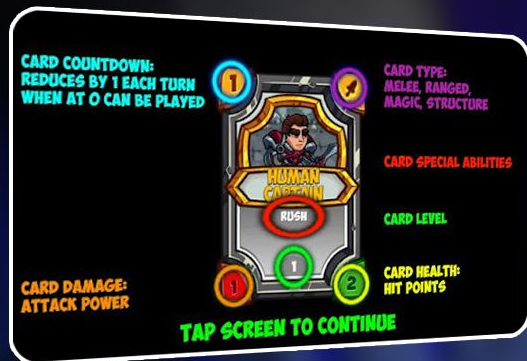 CARD COUNTDOWN:
REDUCES BY 1 EACH TURN
WHEN AT 0 CAN BE PLAYED
1
CARD TYPE:
MELEE, RANGED,
MAGIC, STRUCTURE
CARD SPECIAL ABILITIES
HUMAN
CAPTAIN
RUSH
CARD LEVEL
1
CARD DAMAGE:
ATTACK POWER
1
2
CARD HEALTH:
HIT POINTS
TAP SCREEN TO CONTINUE